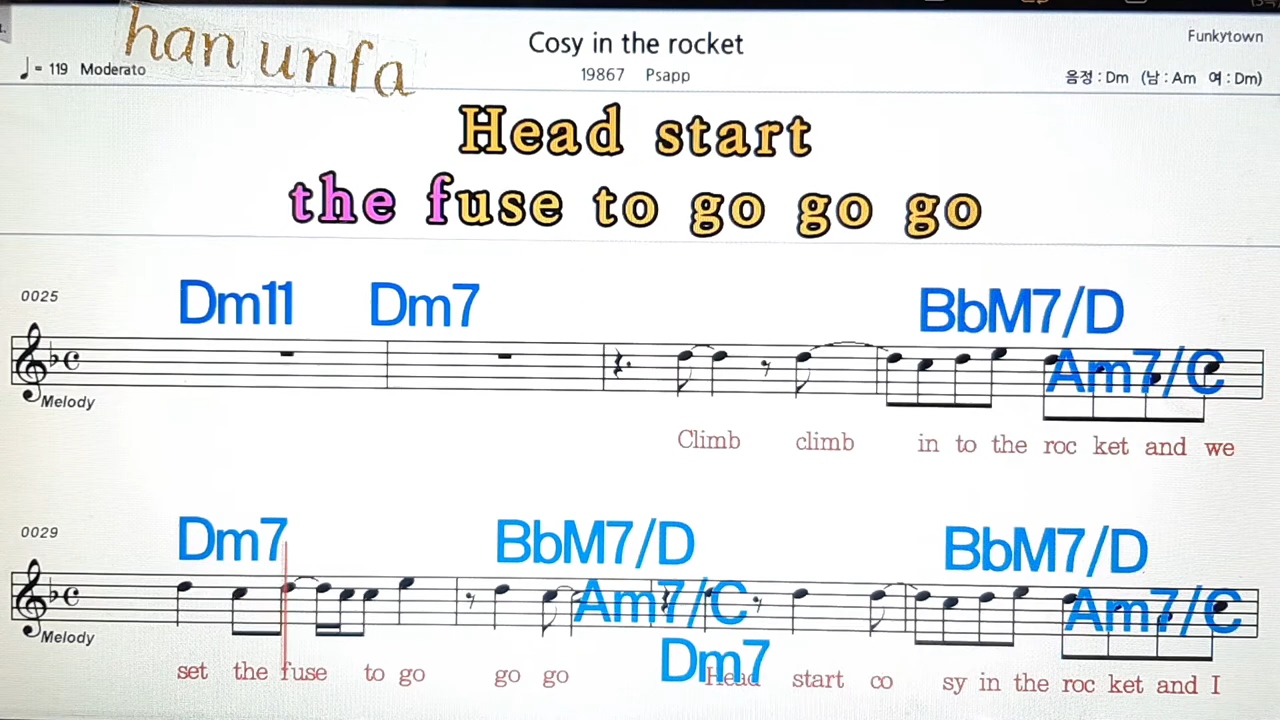 han unfa
Cosy in the rocket
Funkytown
♩ = 119 Moderato
19867 Psapp
음정 : Dm (남 : Am 여 : Dm)
Head start
the fuse to go go go
0025
Dm11 Dm7 BbM7/D Am7/C
Melody
Climb climb in to the roc ket and we
0029
Dm7 BbM7/D Am7/C Dm7 BbM7/D Am7/C
Melody
set the fuse to go go go Head start co sy in the roc ket and I